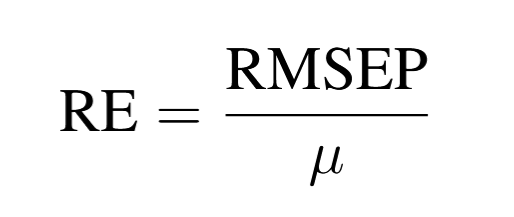 RE = RMSEP / μ